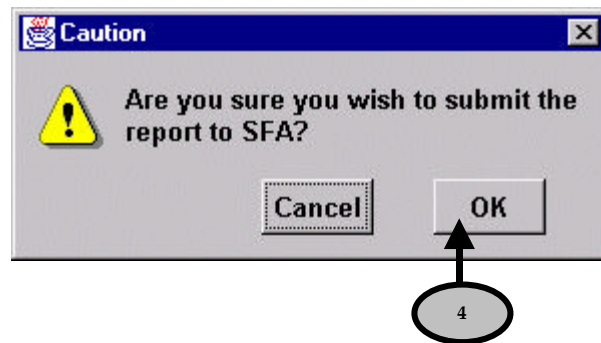 Caution
Are you sure you wish to submit the
report to SFA?
Cancel OK
4